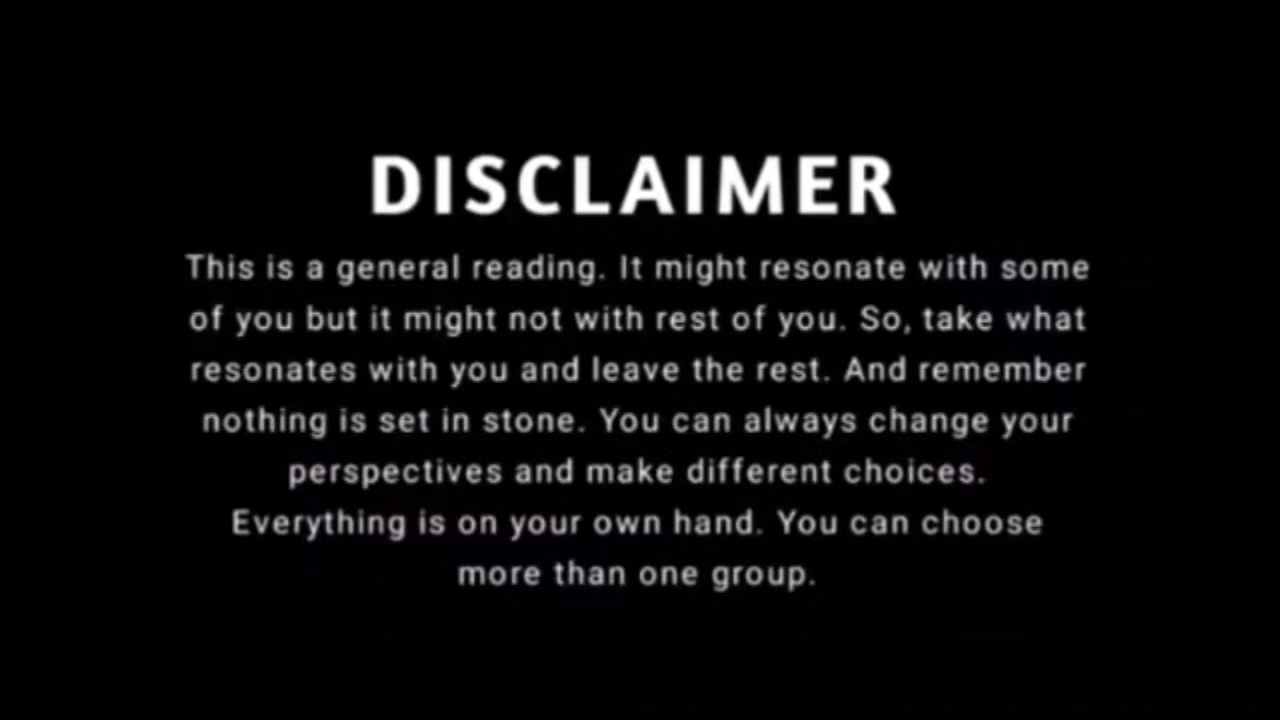 DISCLAIMER
This is a general reading. It might resonate with some
of you but it might not with rest of you. So, take what
resonates with you and leave the rest. And remember
nothing is set in stone. You can always change your
perspectives and make different choices.
Everything is on your own hand. You can choose
more than one group.